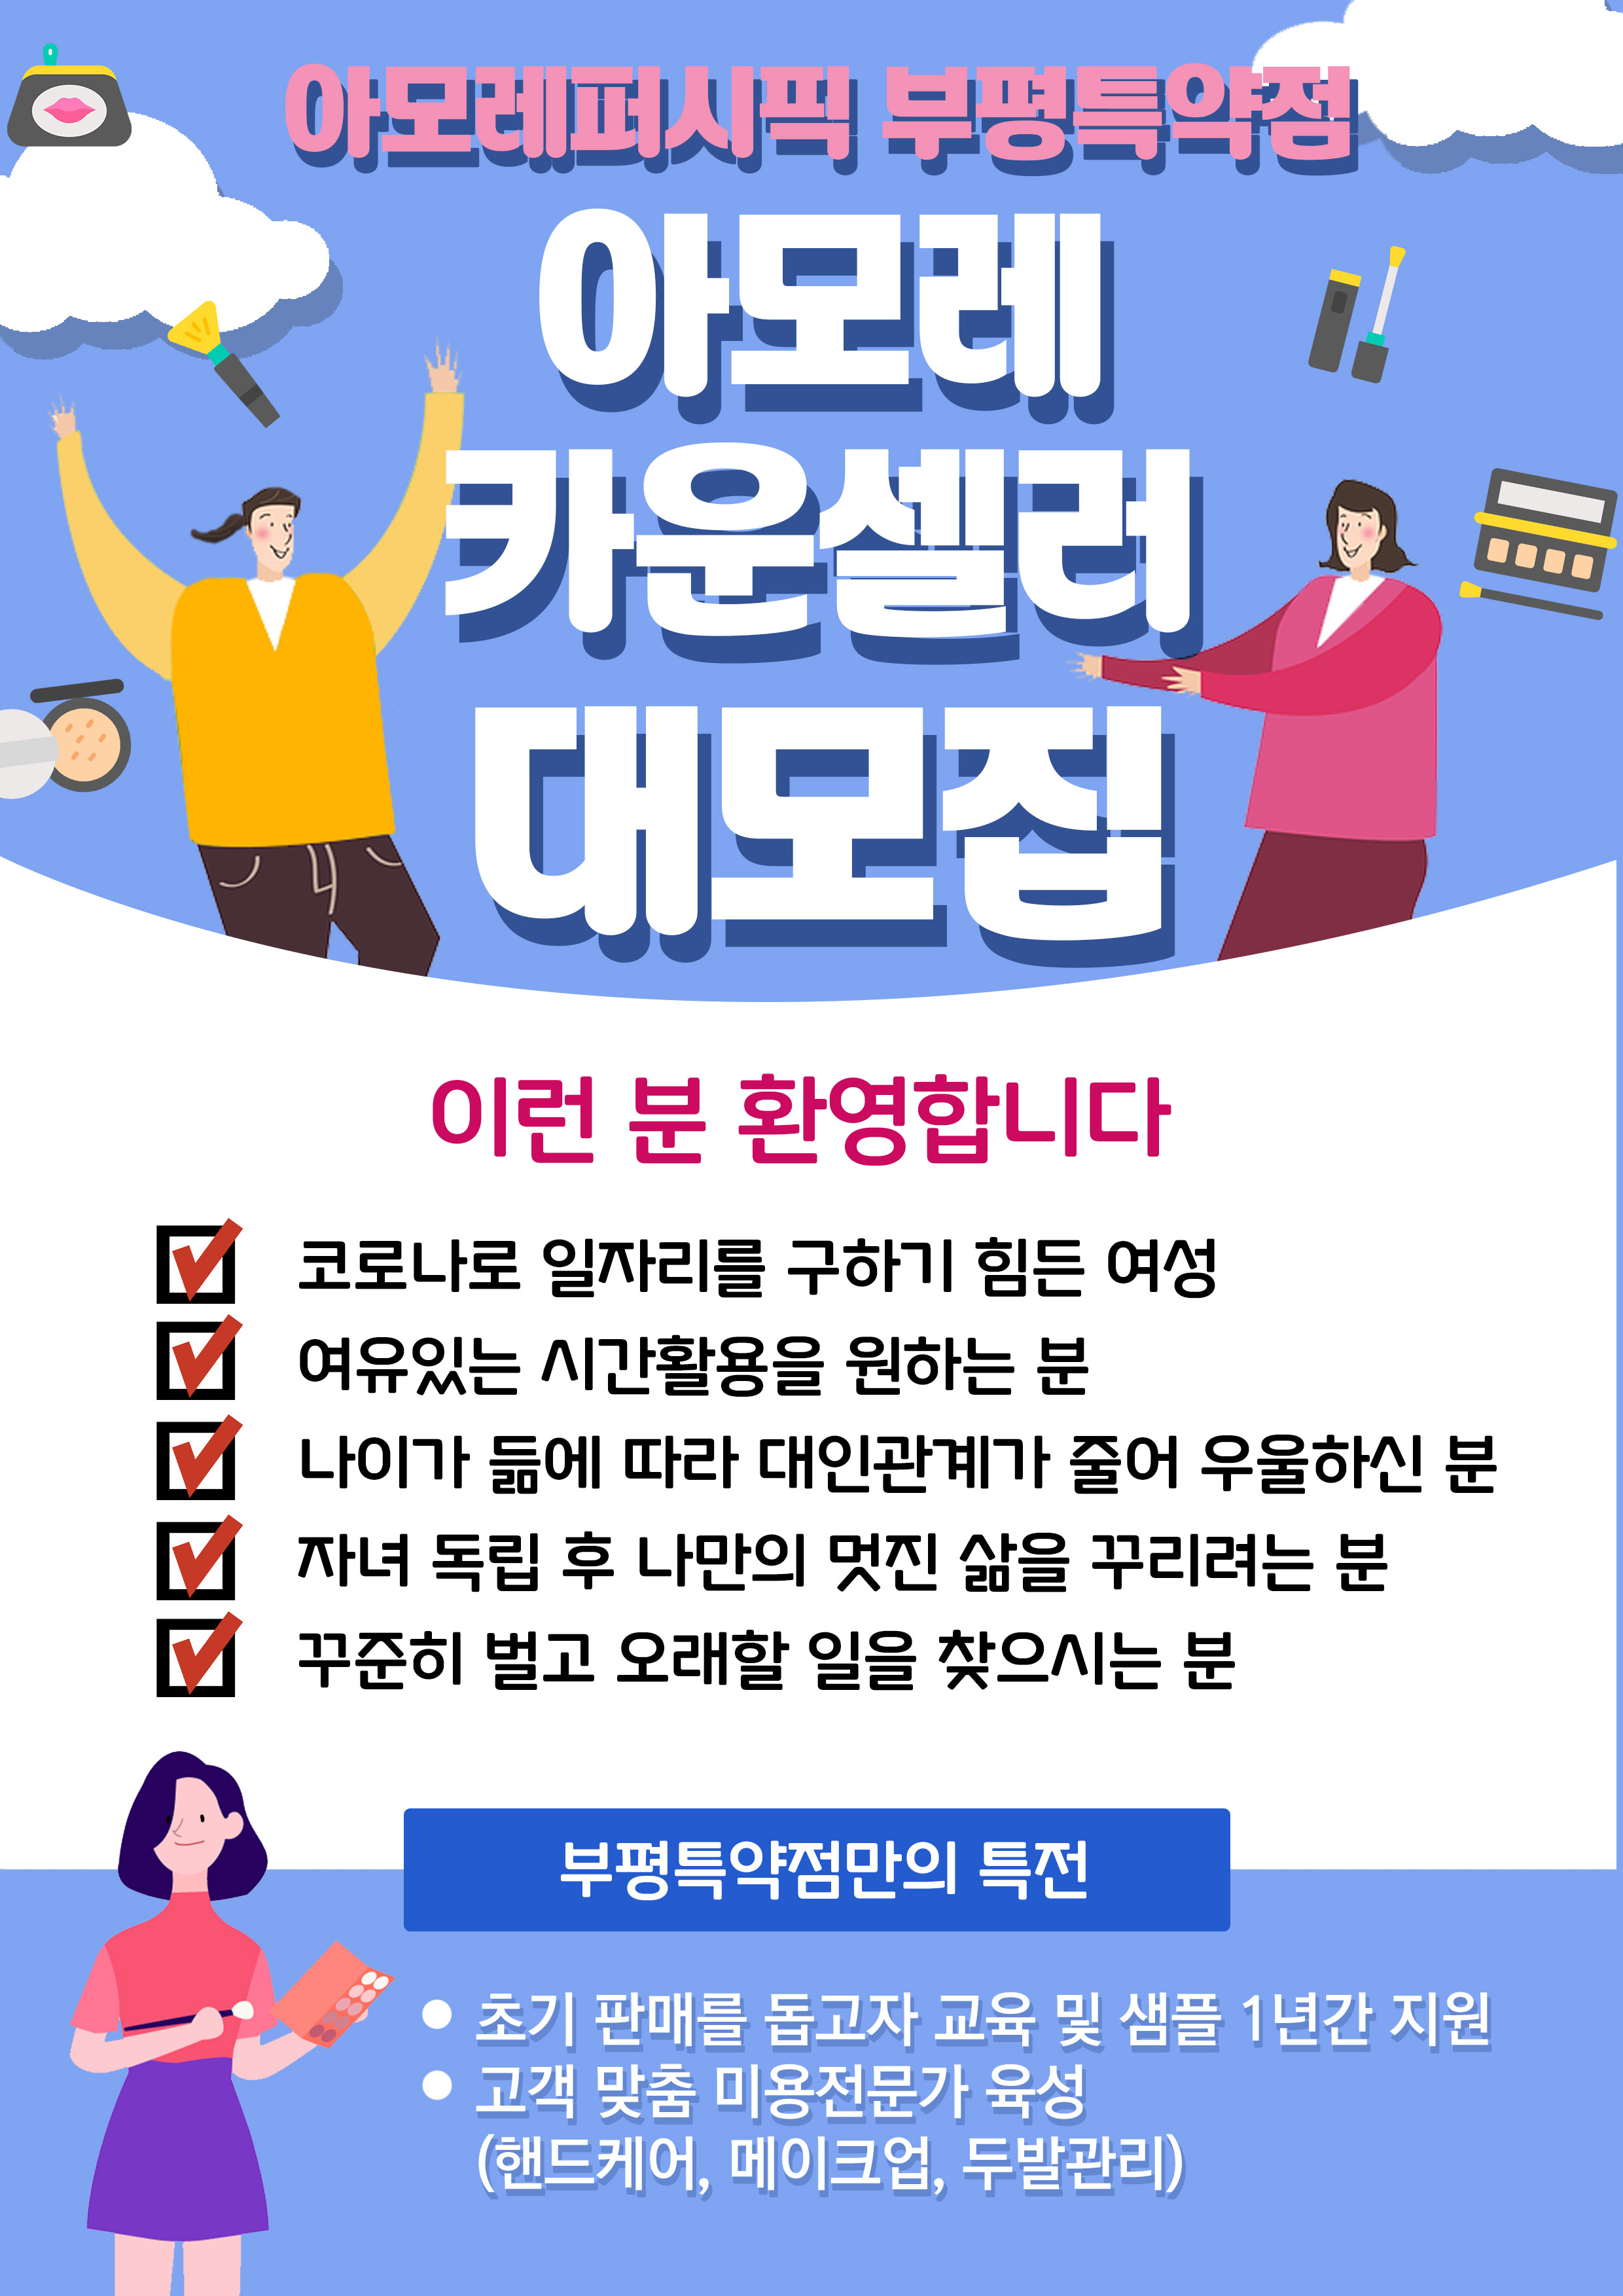 아모레퍼시픽 부평특약점
아모레
카운셀러
대모집
이런 분 환영합니다
코로나로 일자리를 구하기 힘든 여성
여유있는 시간활용을 원하는 분
나이가 듦에 따라 대인관계가 줄어 우울하신 분
자녀 독립 후 나만의 멋진 삶을 꾸리려는 분
꾸준히 벌고 오래할 일을 찾으시는 분
부평특약점만의 특전
초기 판매를 돕고자 교육 및 샘플 1년간 지원
고객 맞춤 미용전문가 육성
(핸드케어, 메이크업, 두발관리)